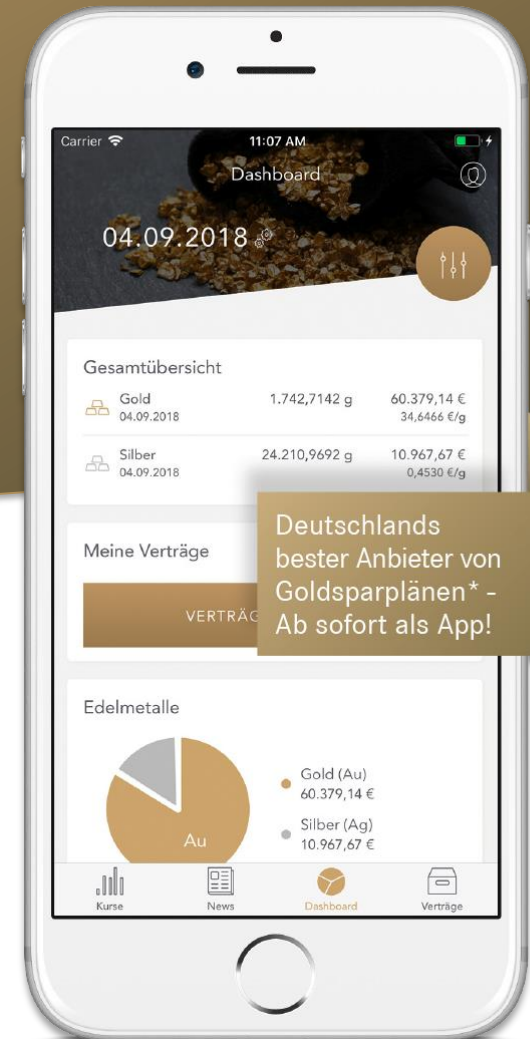 Carrier 11:07 AM
Dashboard
04.09.2018
Gesamtübersicht
Gold 1.742,7142 g 60.379,14 €
04.09.2018 34,6466 €/g
Silber 24.210,9692 g 10.967,67 €
04.09.2018 0,4530 €/g
Deutschlands
bester Anbieter von
Goldsparplänen* -
Ab sofort als App!
Meine Verträge
Edelmetalle
Au
Gold (Au)
60.379,14 €
Silber (Ag)
10.967,67 €
Kurse News Dashboard Verträge